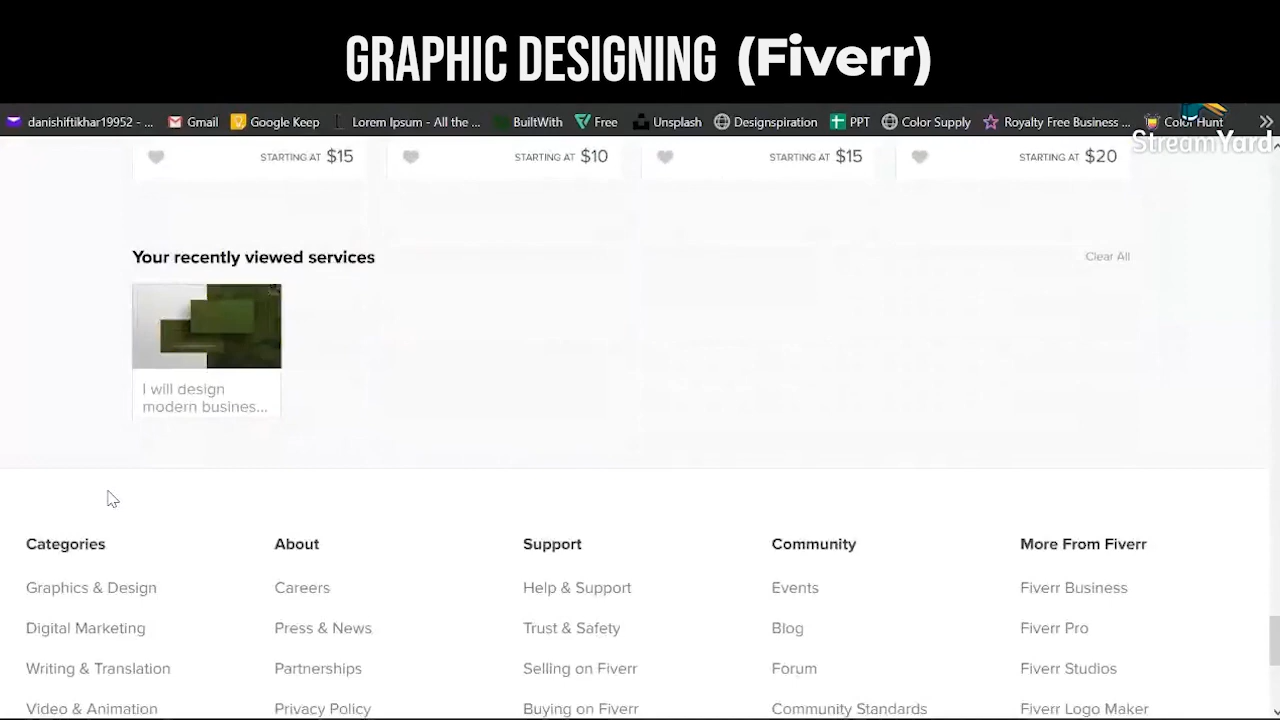 GRAPHIC DESIGNING (Fiverr)
danishiftikhar19952 - ... Gmail Google Keep Lorem Ipsum - All the ... BuiltWith Free Unsplash Designspiration PPT Color Supply Royalty Free Business ... Color Hunt
StreamYard
STARTING AT $15 STARTING AT $10 STARTING AT $15 STARTING AT $20
Your recently viewed services Clear All
I will design
modern busines...
Categories About Support Community More From Fiverr
Graphics & Design Careers Help & Support Events Fiverr Business
Digital Marketing Press & News Trust & Safety Blog Fiverr Pro
Writing & Translation Partnerships Selling on Fiverr Forum Fiverr Studios
Video & Animation Privacy Policy Buying on Fiverr Community Standards Fiverr Logo Maker